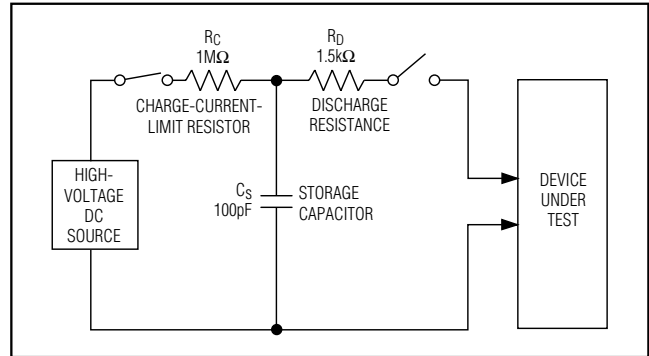 RC
1MΩ
CHARGE-CURRENT-
LIMIT RESISTOR
RD
1.5kΩ
DISCHARGE
RESISTANCE
HIGH-
VOLTAGE
DC
SOURCE
CS
100pF
STORAGE
CAPACITOR
DEVICE
UNDER
TEST